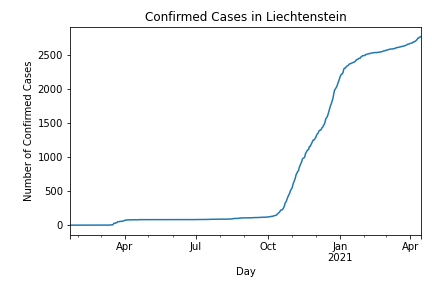 Confirmed Cases in Liechtenstein
Number of Confirmed Cases
2500
2000
1500
1000
500
0
Apr Jul Oct Jan Apr
2021
Day